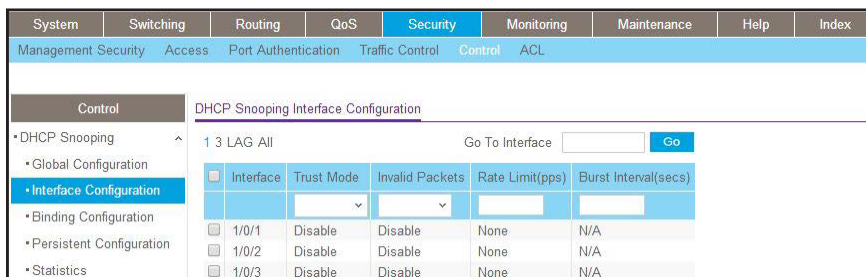 System Switching Routing QoS Security Monitoring Maintenance Help Index
Management Security Access Port Authentication Traffic Control Control ACL
Control
DHCP Snooping
Global Configuration
Interface Configuration
Binding Configuration
Persistent Configuration
Statistics
DHCP Snooping Interface Configuration
1 3 LAG All Go To Interface Go
Interface Trust Mode Invalid Packets Rate Limit(pps) Burst Interval(secs)
1/0/1 Disable Disable None N/A
1/0/2 Disable Disable None N/A
1/0/3 Disable Disable None N/A